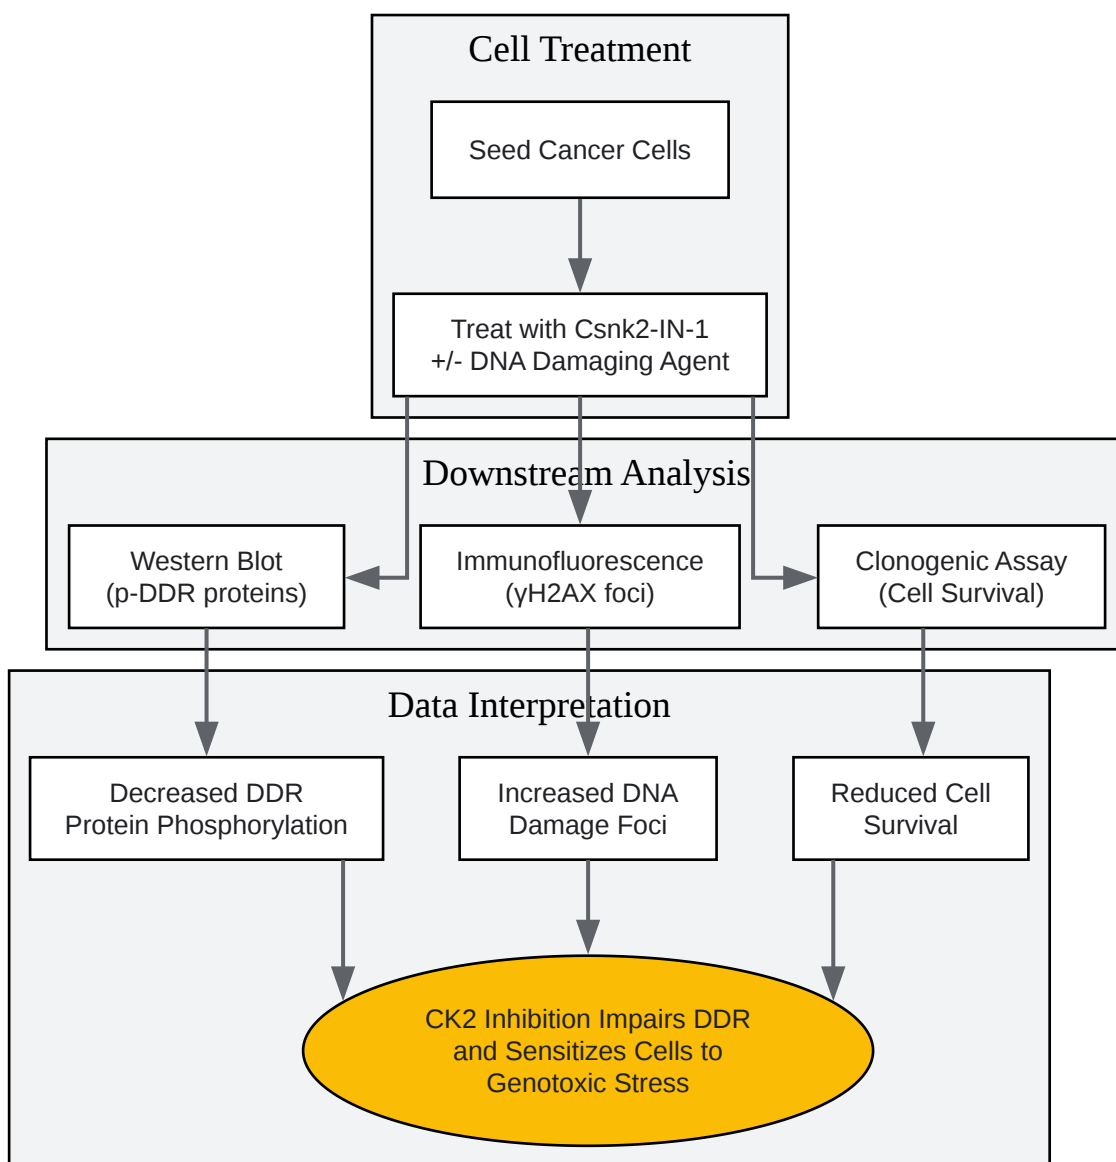 Cell Treatment
Seed Cancer Cells
Treat with Csnk2-IN-1
+/- DNA Damaging Agent
Downstream Analysis
Western Blot
(p-DDR proteins)
Immunofluorescence
(γH2AX foci)
Clonogenic Assay
(Cell Survival)
Data Interpretation
Decreased DDR
Protein Phosphorylation
Increased DNA
Damage Foci
Reduced Cell
Survival
CK2 Inhibition Impairs DDR
and Sensitizes Cells to
Genotoxic Stress